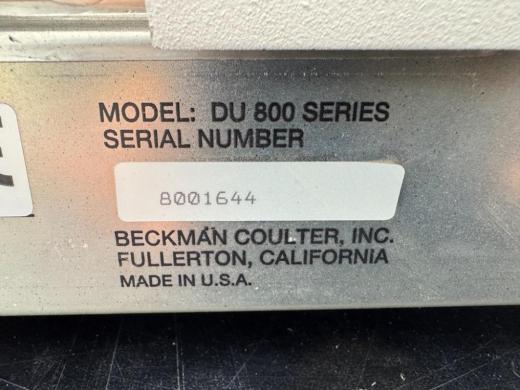 MODEL: DU 800 SERIES
SERIAL NUMBER
8001644
BECKMAN COULTER, INC.
FULLERTON, CALIFORNIA
MADE IN U.S.A.